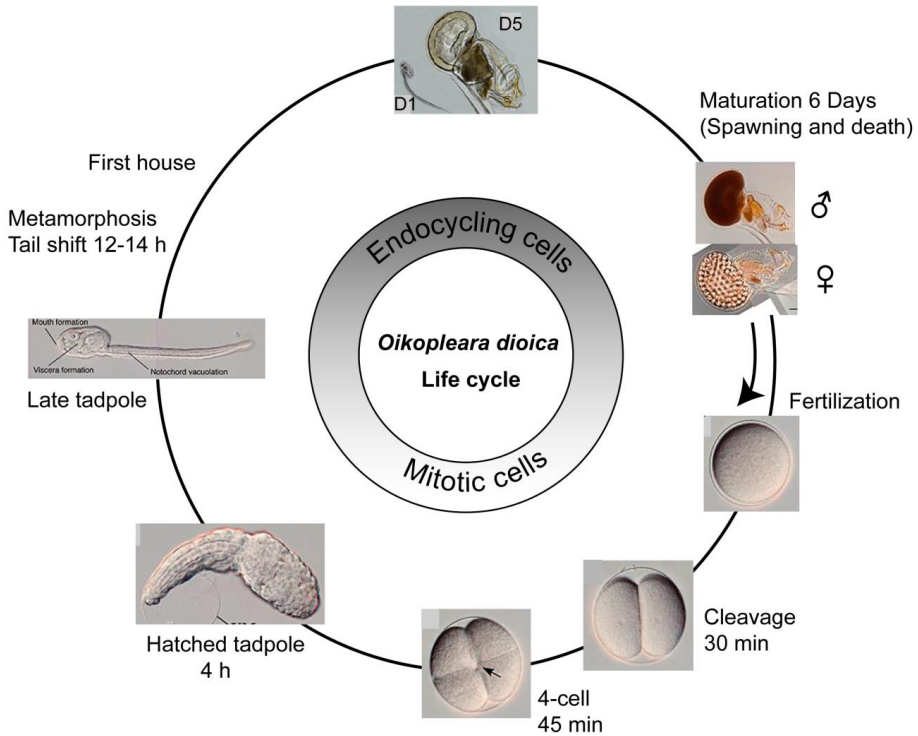 D5
D1
Maturation 6 Days
(Spawning and death)
♂
♀
First house
Metamorphosis
Tail shift 12-14 h
Endocycling cells
Oikopleara dioica
Life cycle
Mitotic cells
Mouth formation
Viscera formation
Notochord vacuolation
Late tadpole
Fertilization
Hatched tadpole
4 h
Cleavage
30 min
4-cell
45 min